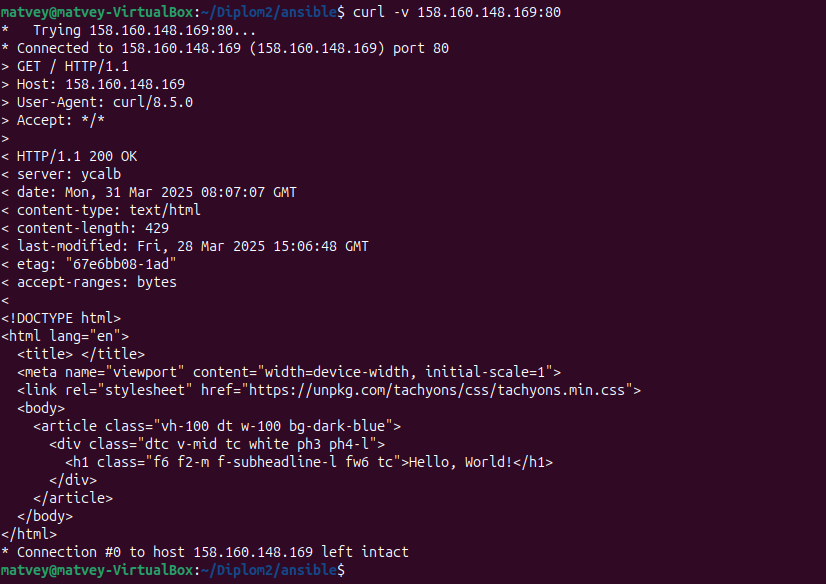 matvey@matvey-VirtualBox:~/Diplom2/ansible$ curl -v 158.160.148.169:80
*   Trying 158.160.148.169:80...
* Connected to 158.160.148.169 (158.160.148.169) port 80
> GET / HTTP/1.1
> Host: 158.160.148.169
> User-Agent: curl/8.5.0
> Accept: */*
>
< HTTP/1.1 200 OK
< server: ycalb
< date: Mon, 31 Mar 2025 08:07:07 GMT
< content-type: text/html
< content-length: 429
< last-modified: Fri, 28 Mar 2025 15:06:48 GMT
< etag: "67e6bb08-1ad"
< accept-ranges: bytes
<
<!DOCTYPE html>
<html lang="en">
  <title> </title>
  <meta name="viewport" content="width=device-width, initial-scale=1">
  <link rel="stylesheet" href="https://unpkg.com/tachyons/css/tachyons.min.css">
  <body>
    <article class="vh-100 dt w-100 bg-dark-blue">
      <div class="dtc v-mid tc white ph3 ph4-l">
        <h1 class="f6 f2-m f-subheadline-l fw6 tc">Hello, World!</h1>
      </div>
    </article>
  </body>
</html>
* Connection #0 to host 158.160.148.169 left intact
matvey@matvey-VirtualBox:~/Diplom2/ansible$